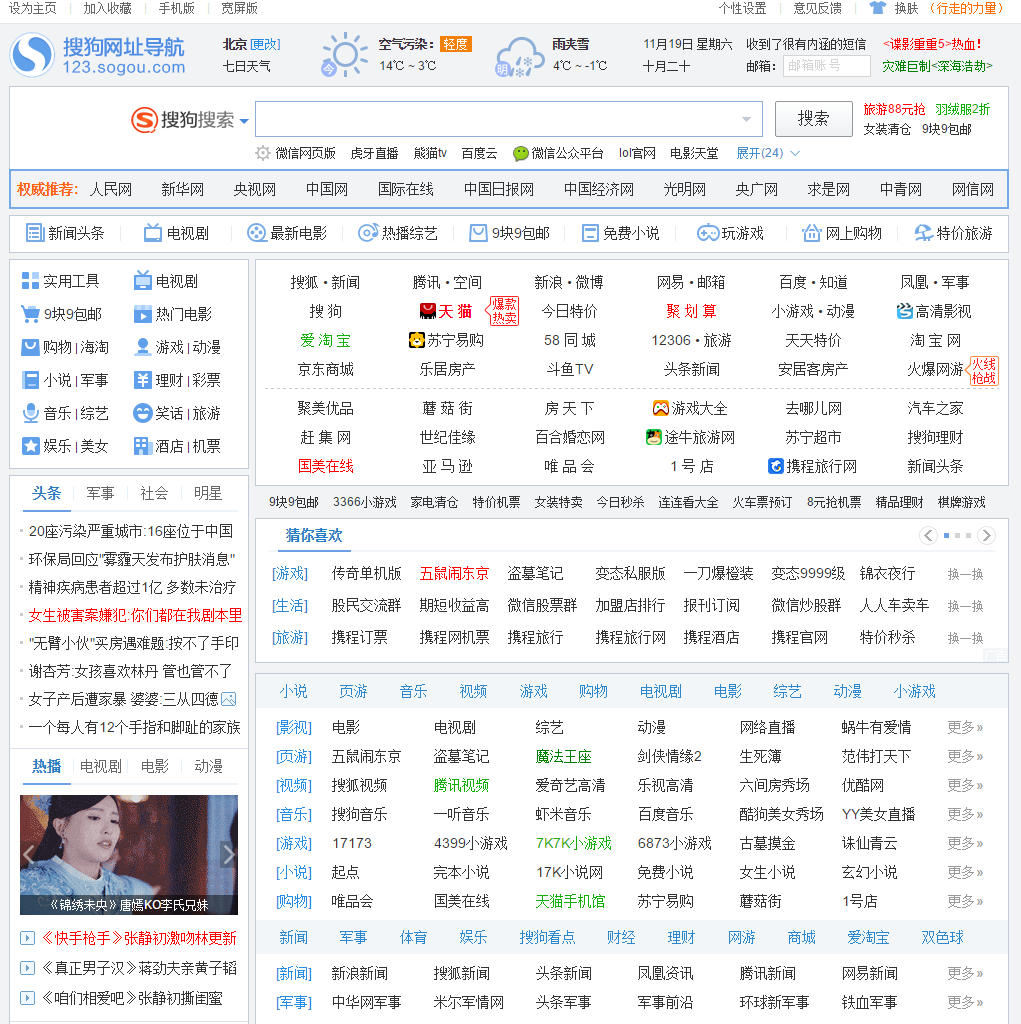 设为主页 加入收藏 手机版 宽屏版 个性设置 意见反馈 换肤 (行走的力量)
搜狗网址导航
123.sogou.com
北京[更改]
七日天气
今
空气污染: 轻度
14℃ ~ 3℃
明
雨夹雪
4℃ ~ -1℃
11月19日 星期六
十月二十
收到了很有内涵的短信
邮箱: 邮箱账号
<谍影重重5>热血!
灾难巨制<深海浩劫>
搜狗搜索 搜索
旅游88元抢 羽绒服2折
女装清仓 9块9包邮
微信网页版 虎牙直播 熊猫tv 百度云 微信公众平台 lol官网 电影天堂 展开(24)
权威推荐: 人民网 新华网 央视网 中国网 国际在线 中国日报网 中国经济网 光明网 央广网 求是网 中青网 网信网
新闻头条 电视剧 最新电影 热播综艺 9块9包邮 免费小说 玩游戏 网上购物 特价旅游
实用工具 电视剧
9块9包邮 热门电影
购物|海淘 游戏|动漫
小说|军事 理财|彩票
音乐|综艺 笑话|旅游
娱乐|美女 酒店|机票
头条 军事 社会 明星
20座污染严重城市:16座位于中国
环保局回应"雾霾天发布护肤消息"
精神疾病患者超过1亿 多数未治疗
女生被害案嫌犯:你们都在我剧本里
"无臂小伙"买房遇难题:按不了手印
谢杏芳:女孩喜欢林丹 管也管不了
女子产后遭家暴 婆婆:三从四德
一个每人有12个手指和脚趾的家族
热播 电视剧 电影 动漫
《锦绣未央》唐嫣KO李氏兄妹
《快手枪手》张静初激吻林更新
《真正男子汉》蒋劲夫亲黄子韬
《咱们相爱吧》张静初撕闺蜜
搜狐·新闻 腾讯·空间 新浪·微博 网易·邮箱 百度·知道 凤凰·军事
搜 狗 天 猫 爆款热卖 今日特价 聚 划 算 小游戏·动漫 高清影视
爱 淘 宝 苏宁易购 58 同 城 12306·旅游 天天特价 淘 宝 网
京东商城 乐居房产 斗鱼TV 头条新闻 安居客房产 火爆网游 火线枪战
聚美优品 蘑 菇 街 房 天 下 游戏大全 去哪儿网 汽车之家
赶 集 网 世纪佳缘 百合婚恋网 途牛旅游网 苏宁超市 搜狗理财
国美在线 亚 马 逊 唯 品 会 1 号 店 携程旅行网 新闻头条
9块9包邮 3366小游戏 家电清仓 特价机票 女装特卖 今日秒杀 连连看大全 火车票预订 8元抢机票 精品理财 棋牌游戏
猜你喜欢
[游戏] 传奇单机版 五鼠闹东京 盗墓笔记 变态私服版 一刀爆橙装 变态9999级 锦衣夜行 换一换
[生活] 股民交流群 期短收益高 微信股票群 加盟店排行 报刊订阅 微信炒股群 人人车卖车 换一换
[旅游] 携程订票 携程网机票 携程旅行 携程旅行网 携程酒店 携程官网 特价秒杀 换一换
小说 页游 音乐 视频 游戏 购物 电视剧 电影 综艺 动漫 小游戏
[影视] 电影 电视剧 综艺 动漫 网络直播 蜗牛有爱情 更多»
[页游] 五鼠闹东京 盗墓笔记 魔法王座 剑侠情缘2 生死簿 范伟打天下 更多»
[视频] 搜狐视频 腾讯视频 爱奇艺高清 乐视高清 六间房秀场 优酷网 更多»
[音乐] 搜狗音乐 一听音乐 虾米音乐 百度音乐 酷狗美女秀场 YY美女直播 更多»
[游戏] 17173 4399小游戏 7K7K小游戏 6873小游戏 古墓摸金 诛仙青云 更多»
[小说] 起点 完本小说 17K小说网 免费小说 女生小说 玄幻小说 更多»
[购物] 唯品会 国美在线 天猫手机馆 苏宁易购 蘑菇街 1号店 更多»
新闻 军事 体育 娱乐 搜狗看点 财经 理财 网游 商城 爱淘宝 双色球
[新闻] 新浪新闻 搜狐新闻 头条新闻 凤凰资讯 腾讯新闻 网易新闻 更多»
[军事] 中华网军事 米尔军情网 头条军事 军事前沿 环球新军事 铁血军事 更多»